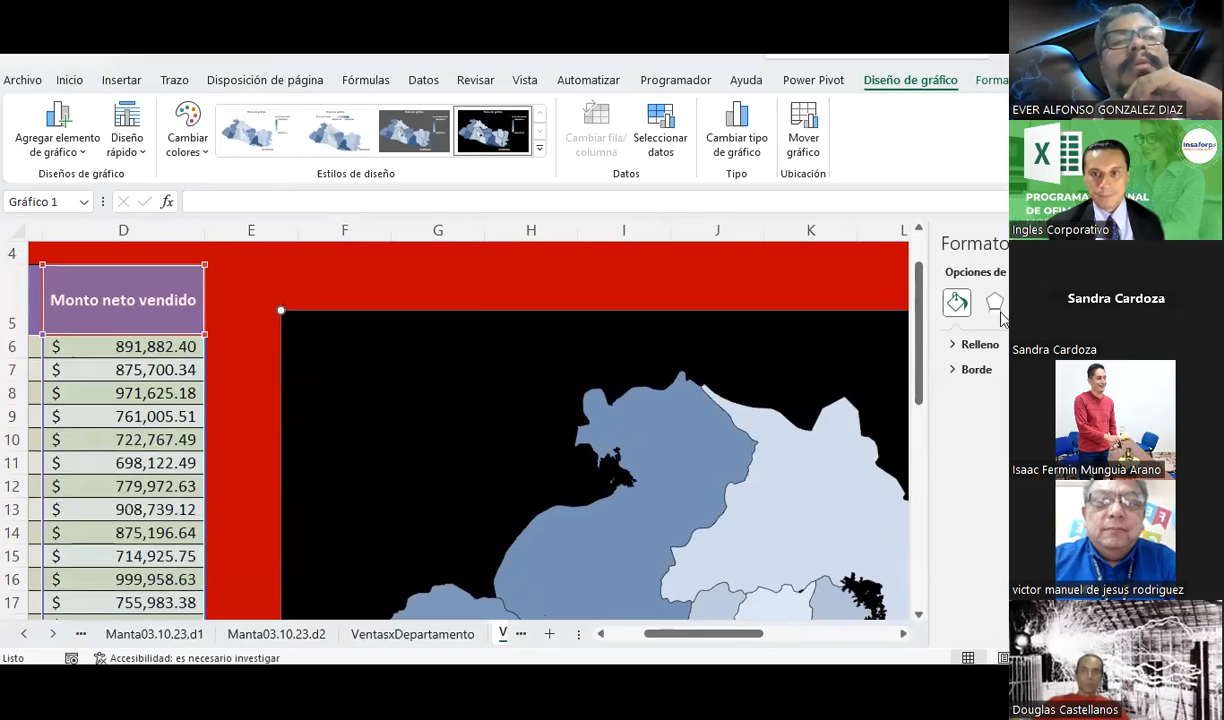 Archivo Inicio Insertar Trazo Disposición de página Fórmulas Datos Revisar Vista Automatizar Programador Ayuda Power Pivot Diseño de gráfico Forma
Agregar elemento de gráfico
Diseño rápido
Cambiar colores
Cambiar fila/ columna
Seleccionar datos
Cambiar tipo de gráfico
Mover gráfico
Diseños de gráfico Estilos de diseño Datos Tipo Ubicación
Gráfico 1 fx
D E F G H I J K L
4
5 Monto neto vendido
6 $ 891,882.40
7 $ 875,700.34
8 $ 971,625.18
9 $ 761,005.51
10 $ 722,767.49
11 $ 698,122.49
12 $ 779,972.63
13 $ 908,739.12
14 $ 875,196.64
15 $ 714,925.75
16 $ 999,958.63
17 $ 755,983.38
Manta03.10.23.d1 Manta03.10.23.d2 VentasxDepartamento V
Listo Accesibilidad: es necesario investigar
Formato
Opciones de
Relleno
Borde
EVER ALFONSO GONZALEZ DIAZ
X
insaforp
PROGRAMA
NAL
DE OFI
Ingles Corporativo
Sandra Cardoza
Sandra Cardoza
Isaac Fermin Munguia Arano
victor manuel de jesus rodriguez
Douglas Castellanos